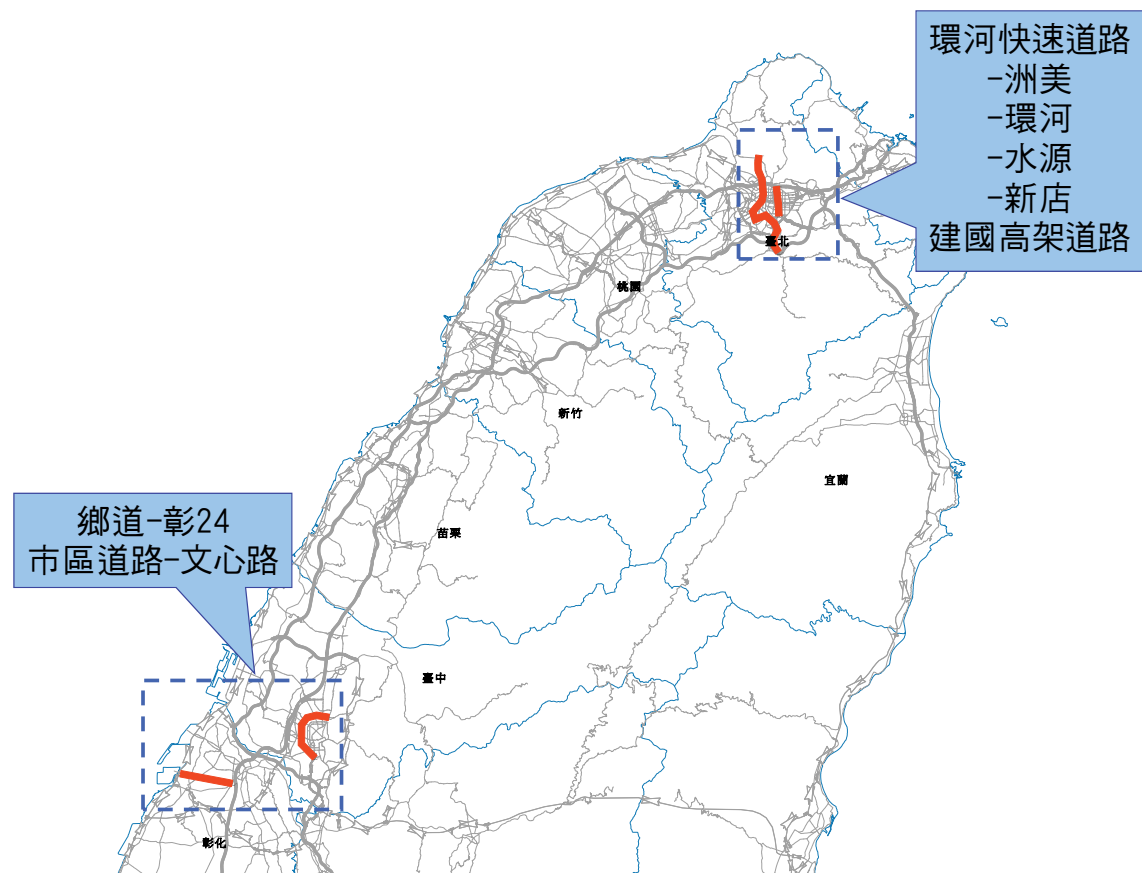 環河快速道路
-洲美
-環河
-水源
-新店
建國高架道路
臺北
桃園
新竹
宜蘭
鄉道-彰24
市區道路-文心路
苗栗
臺中
彰化